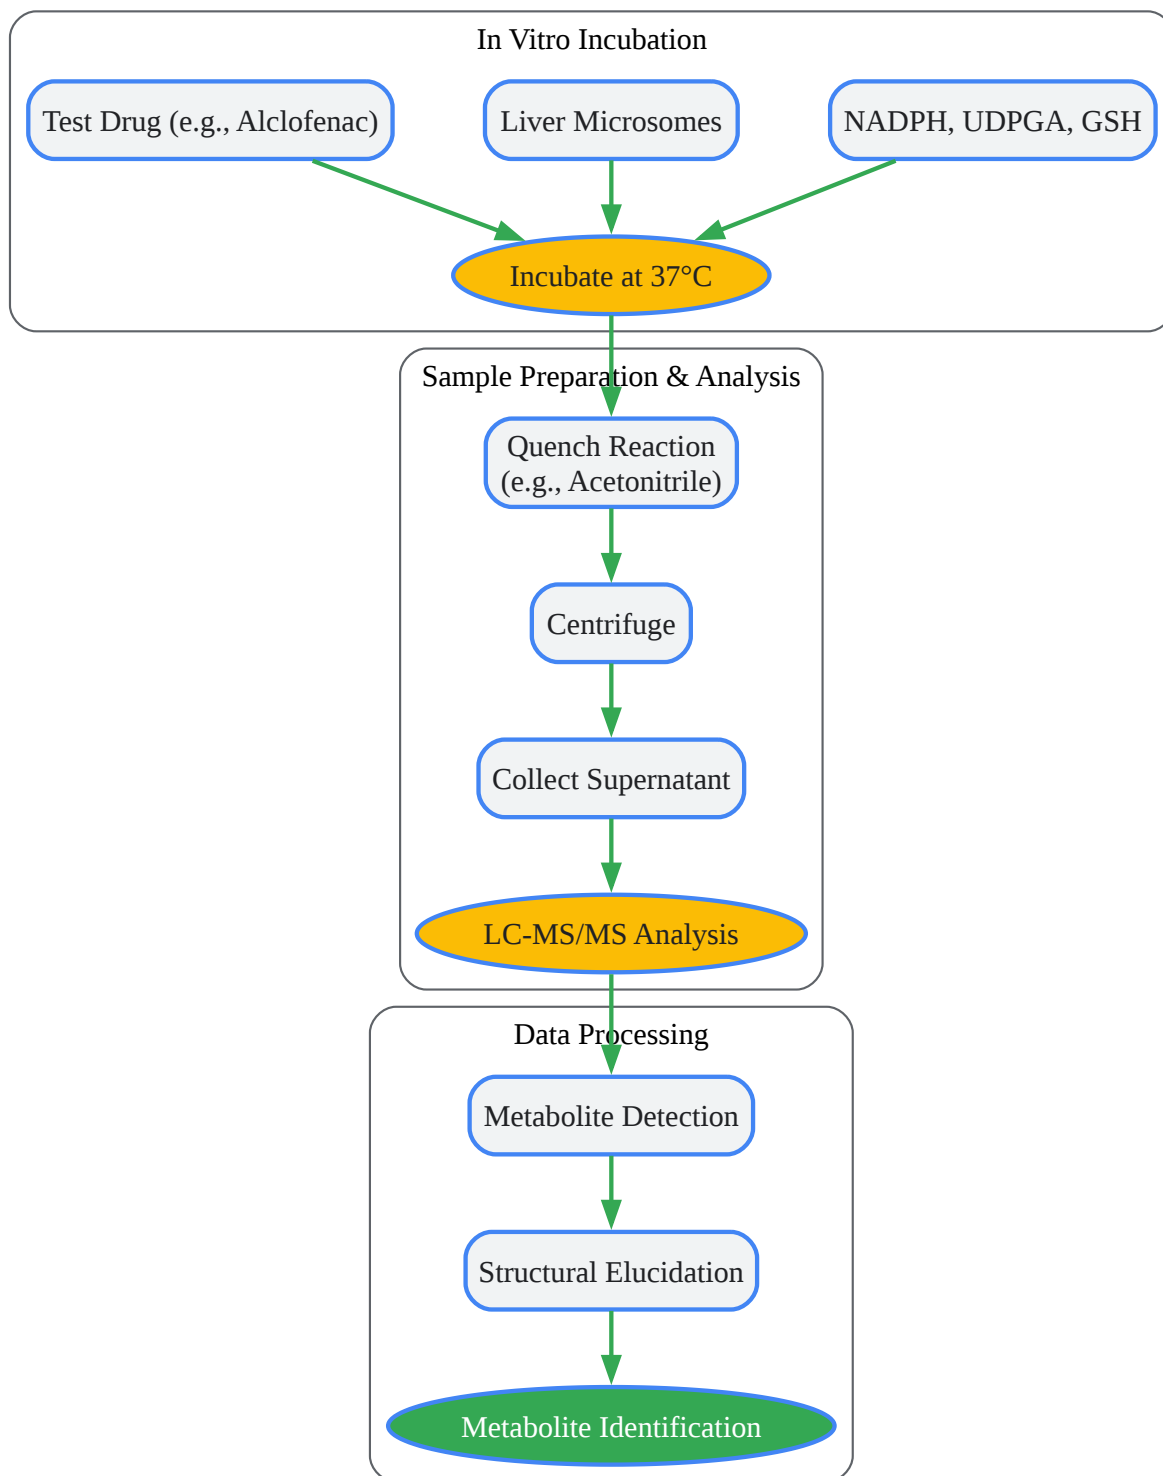 In Vitro Incubation
Test Drug (e.g., Alclofenac)
Liver Microsomes
NADPH, UDPGA, GSH
Incubate at 37°C
Sample Preparation & Analysis
Quench Reaction
(e.g., Acetonitrile)
Centrifuge
Collect Supernatant
LC-MS/MS Analysis
Data Processing
Metabolite Detection
Structural Elucidation
Metabolite Identification